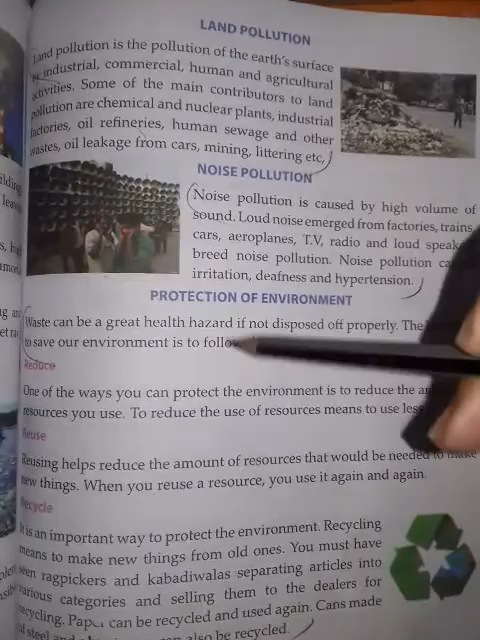 LAND POLLUTION
Land pollution is the pollution of the earth's surface
industrial, commercial, human and agricultural
activities. Some of the main contributors to land
pollution are chemical and nuclear plants, industrial
factories, oil refineries, human sewage and other
wastes, oil leakage from cars, mining, littering etc,
NOISE POLLUTION
Noise pollution is caused by high volume of
sound. Loud noise emerged from factories, trains,
cars, aeroplanes, T.V, radio and loud
breed noise pollution. Noise pollution
irritation, deafness and hypertension.
PROTECTION OF ENVIRONMENT
Waste can be a great health hazard if not disposed off properly. The
to save our environment is to
Reduce
One of the ways you can protect the environment is to reduce the
resources you use. To reduce the use of resources means to use
Reuse
Reusing helps reduce the amount of resources that would be needed to make
new things. When you reuse a resource, you use it again and again.
Recycle
It is an important way to protect the environment. Recycling
means to make new things from old ones. You must have
seen ragpickers and kabadiwalas separating articles into
various categories and selling them to the dealers for
recycling. Paper can be recycled and used again. Cans made
of steel and can also be recycled.